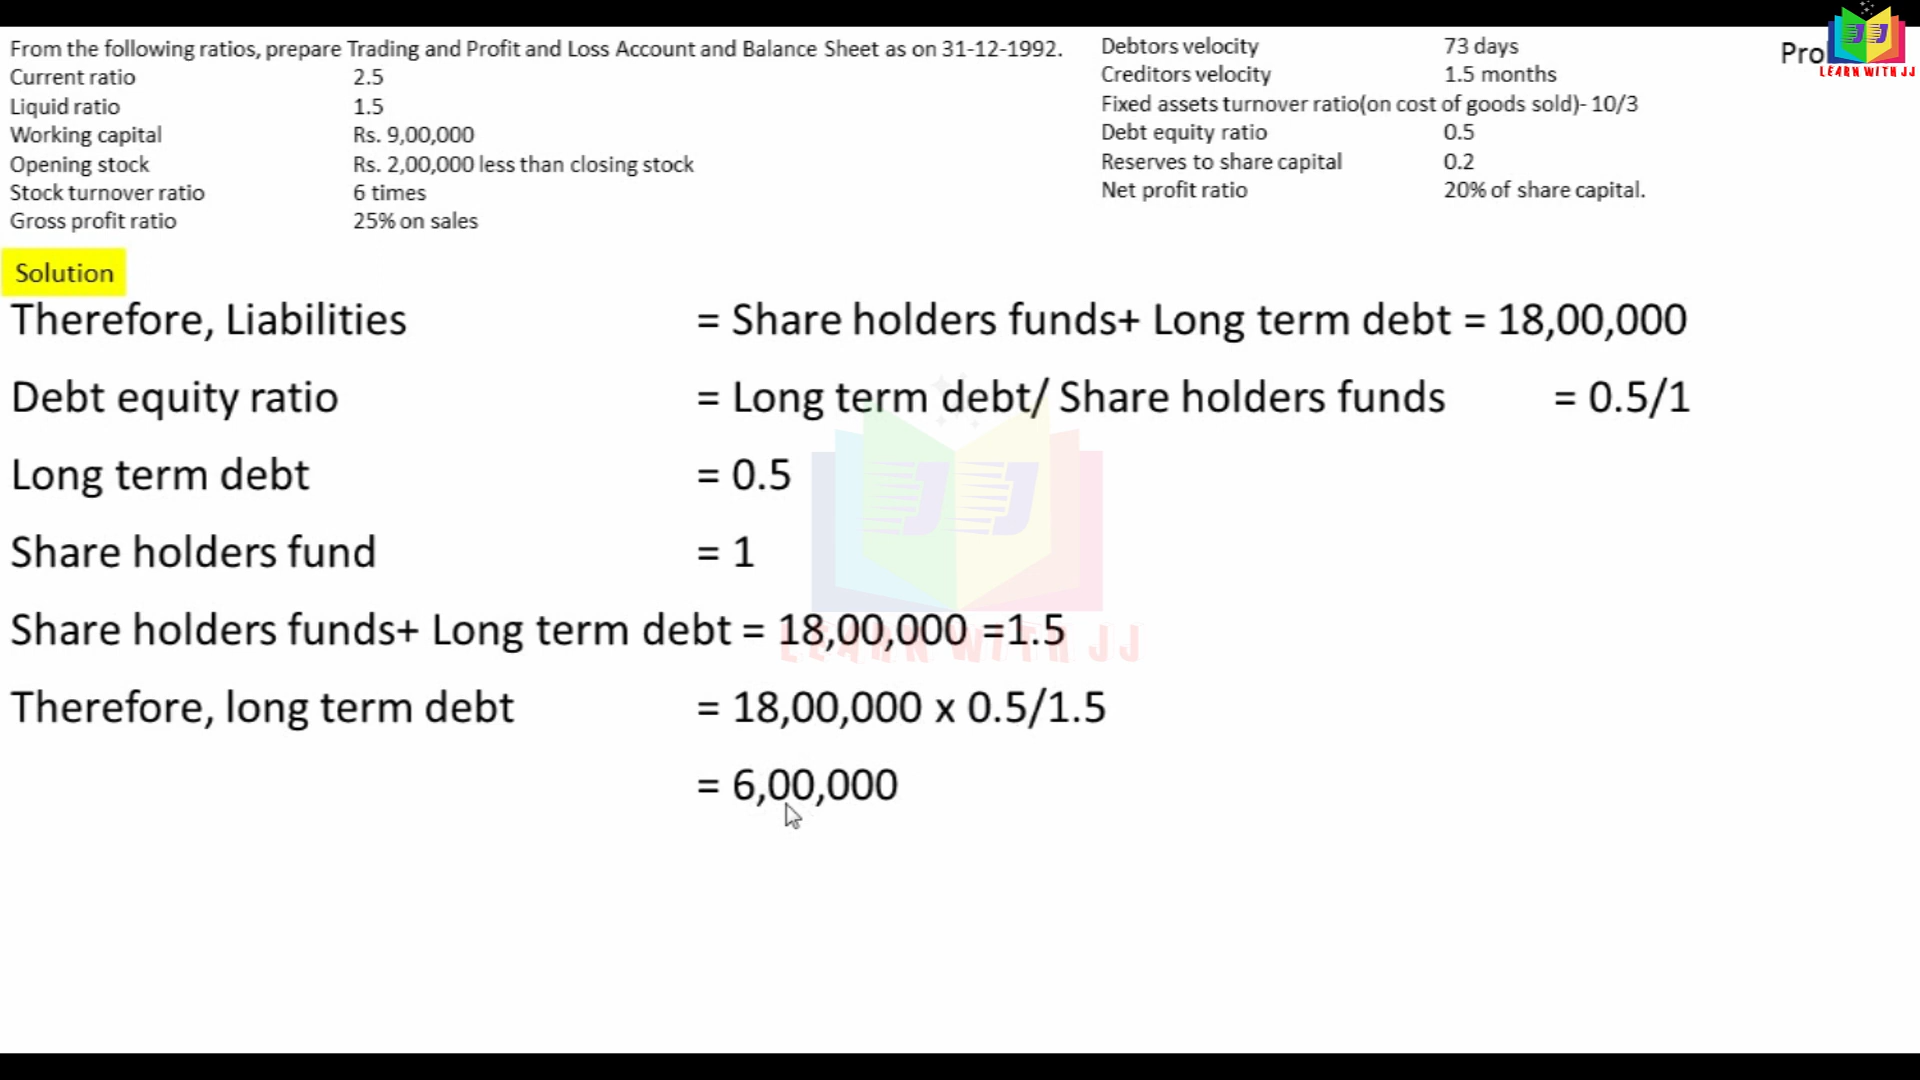 From the following ratios, prepare Trading and Profit and Loss Account and Balance Sheet as on 31-12-1992.
Current ratio 2.5
Liquid ratio 1.5
Working capital Rs. 9,00,000
Opening stock Rs. 2,00,000 less than closing stock
Stock turnover ratio 6 times
Gross profit ratio 25% on sales
Debtors velocity 73 days
Creditors velocity 1.5 months
Fixed assets turnover ratio(on cost of goods sold)- 10/3
Debt equity ratio 0.5
Reserves to share capital 0.2
Net profit ratio 20% of share capital.
Pro
JJ
LEARN WITH JJ
Solution
Therefore, Liabilities = Share holders funds+ Long term debt = 18,00,000
Debt equity ratio = Long term debt/ Share holders funds = 0.5/1
Long term debt = 0.5
Share holders fund = 1
Share holders funds+ Long term debt = 18,00,000 =1.5
Therefore, long term debt = 18,00,000 x 0.5/1.5
= 6,00,000
JJ
LEARN WITH JJ